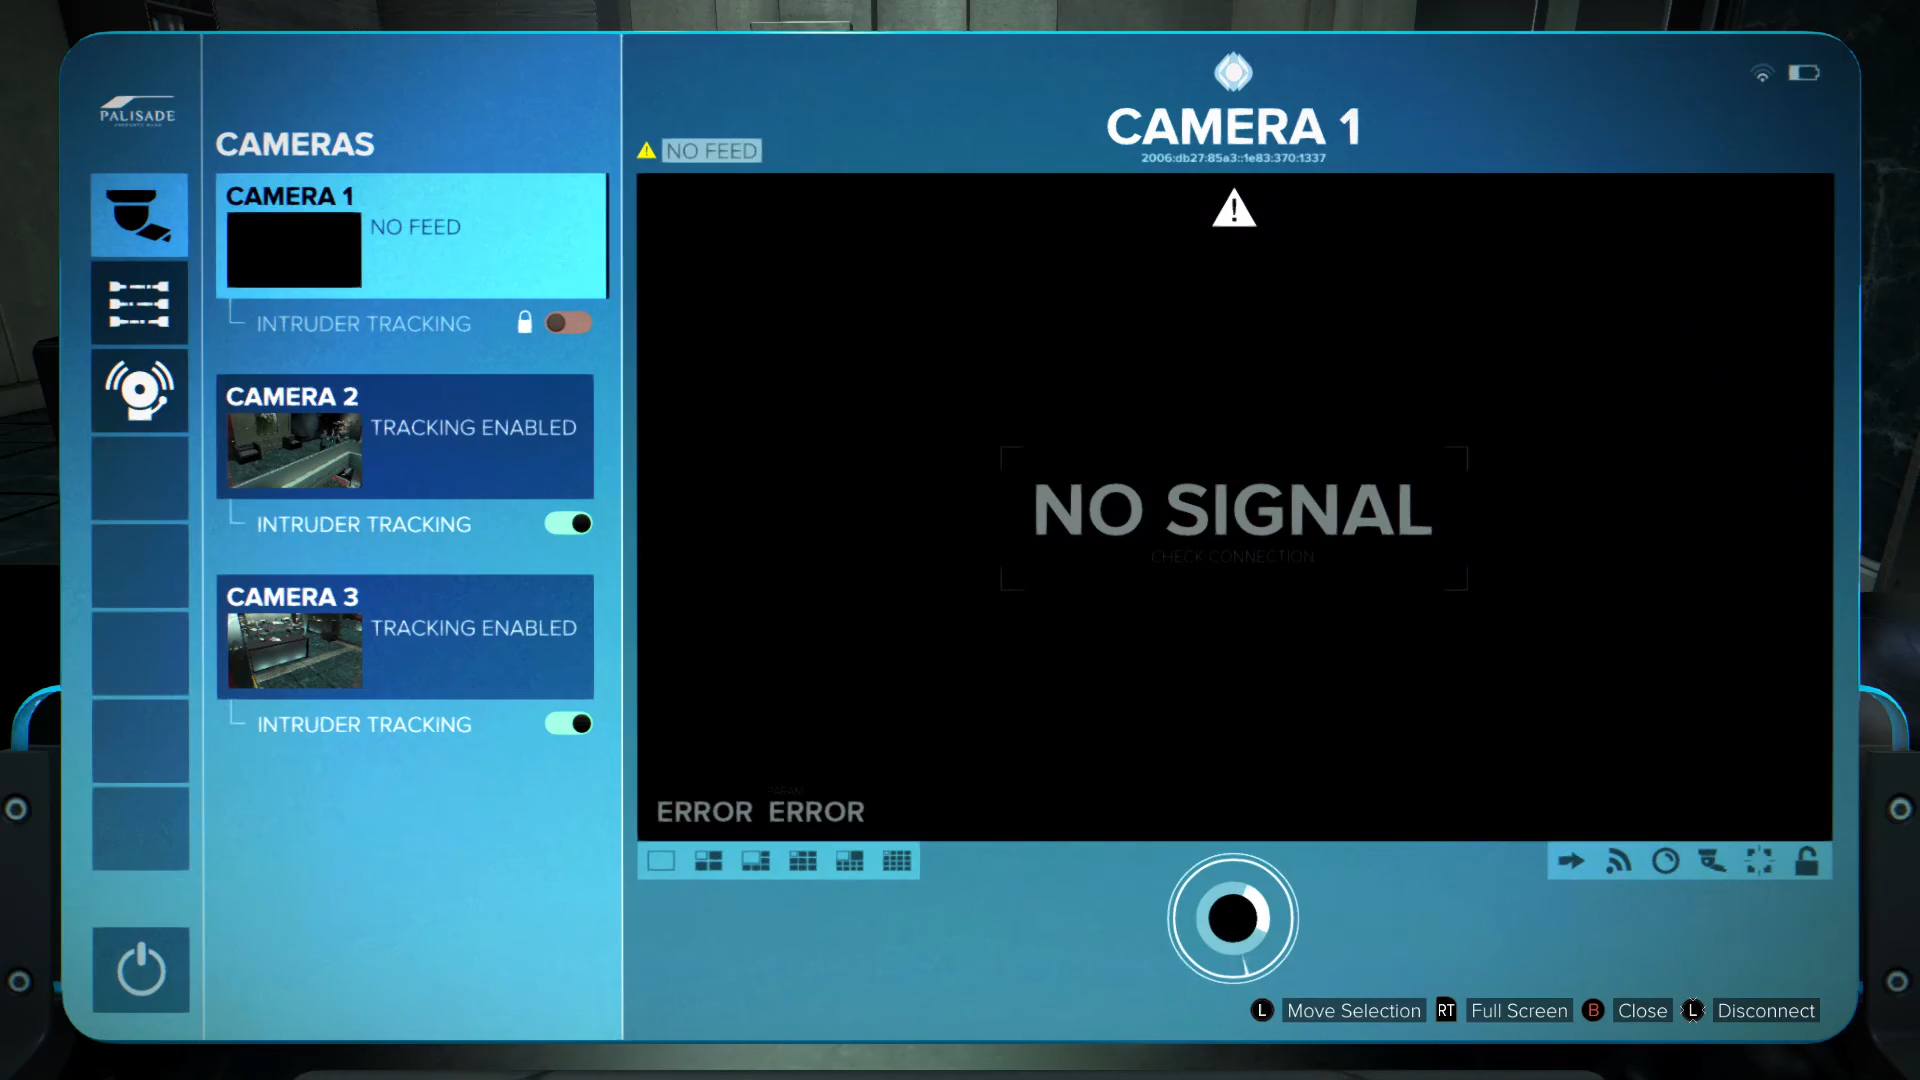 PALISADE
CAMERAS
CAMERA 1
NO FEED
INTRUDER TRACKING
CAMERA 2
TRACKING ENABLED
INTRUDER TRACKING
CAMERA 3
TRACKING ENABLED
INTRUDER TRACKING
NO FEED
CAMERA 1
2006:db27:85a3::1e83:370:1337
NO SIGNAL
CHECK CONNECTION
ERROR ERROR
L Move Selection RT Full Screen B Close L Disconnect